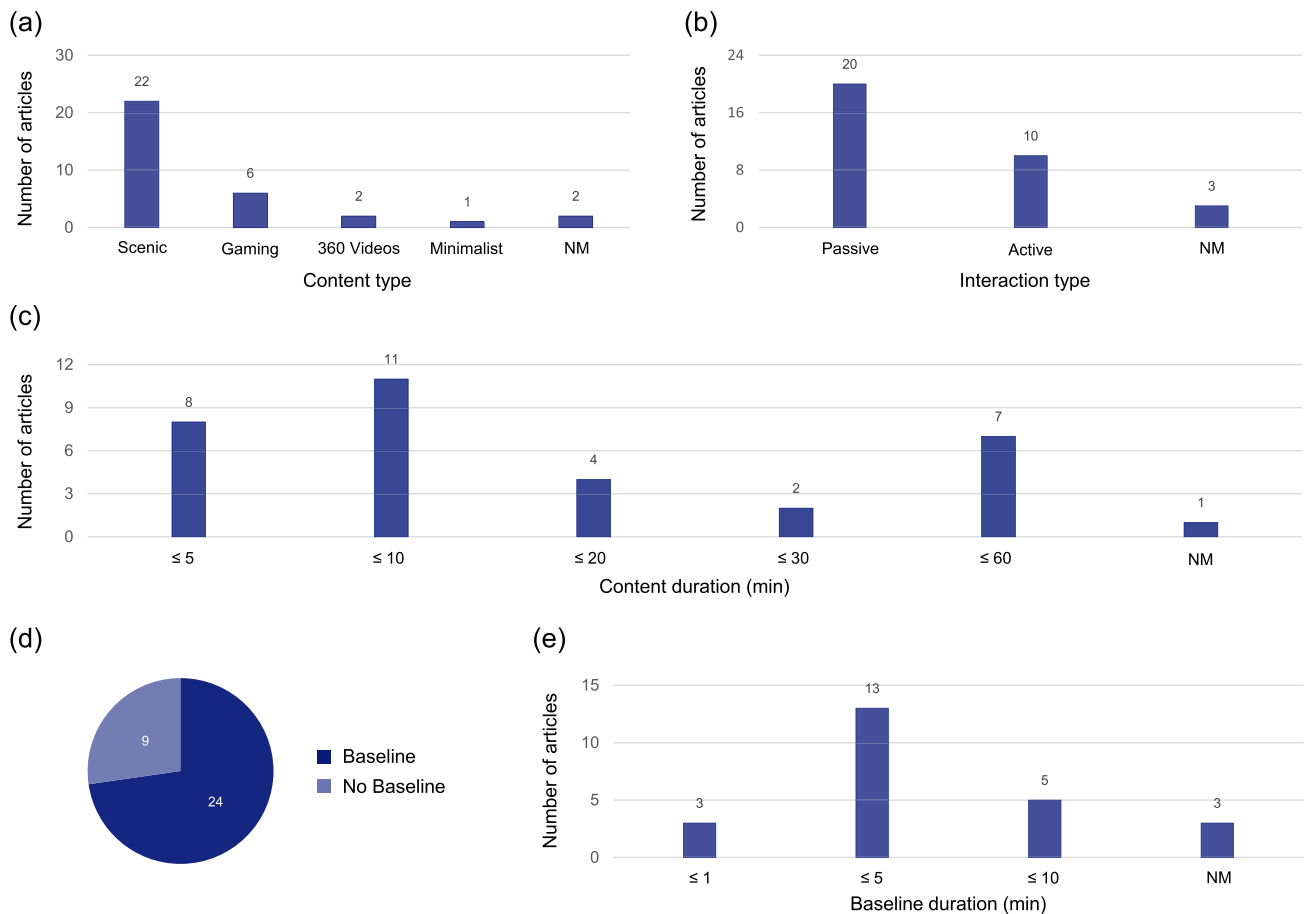 (a)
Number of articles
30
20
10
0
22
6
2
1
2
Scenic
Gaming
360 Videos
Minimalist
NM
Content type
(b)
Number of articles
24
16
8
0
20
10
3
Passive
Active
NM
Interaction type
(c)
Number of articles
12
9
6
3
0
8
11
4
2
7
1
≤ 5
≤ 10
≤ 20
≤ 30
≤ 60
NM
Content duration (min)
(d)
9
24
Baseline
No Baseline
(e)
Number of articles
15
10
5
0
3
13
5
3
≤ 1
≤ 5
≤ 10
NM
Baseline duration (min)